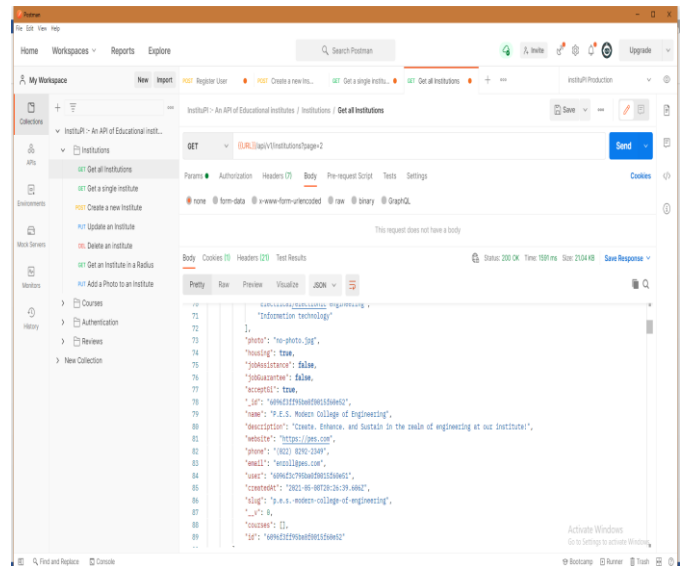 Postman
File Edit View Help
Home Workspaces Reports Explore Search Postman Invite Upgrade
My Workspace New Import POST Register User POST Create a new Ins... GET Get a single institu... GET Get all Institutions + ... InstituPI Production
InstituPI :- An API of Educational institutes / Institutions / Get all Institutions Save ...
Collections
APIs
Environments
Mock Servers
Monitors
History
InstituPI :- An API of Educational instit...
Institutions
GET Get all Institutions
GET Get a single institute
POST Create a new Institute
PUT Update an Institute
DEL Delete an Institute
GET Get an Institute in a Radius
PUT Add a Photo to an Institute
Courses
Authentication
Reviews
New Collection
GET {{URL}}/api/v1/institutions?page=2 Send
Params Authorization Headers (7) Body Pre-request Script Tests Settings Cookies
none form-data x-www-form-urlencoded raw binary GraphQL
This request does not have a body
Body Cookies (1) Headers (21) Test Results Status: 200 OK Time: 1591 ms Size: 21.04 KB Save Response
Pretty Raw Preview Visualize JSON
70 "Electrical/electronic engineering",
71 "Information technology"
72 ],
73 "photo": "no-photo.jpg",
74 "housing": true,
75 "jobAssistance": false,
76 "jobGuarantee": false,
77 "acceptGi": true,
78 "_id":
79 "name": "P.E.S. Modern College of Engineering",
80 "description": "Create. Enhance. and Sustain in the realm of engineering at our institute!",
81 "website": "https://pes.com",
82 "phone": "(022) 8292-2349",
83 "email": "enroll@pes.com",
84 "user":
85 "createdAt": "2021-05-08T20:26:39.606Z",
86 "slug": "p.e.s.-modern-college-of-engineering",
87 "__v": 0,
88 "courses": [],
89 "id":
Activate Windows
Go to Settings to activate Windows.
Find and Replace Console Bootcamp Runner Trash